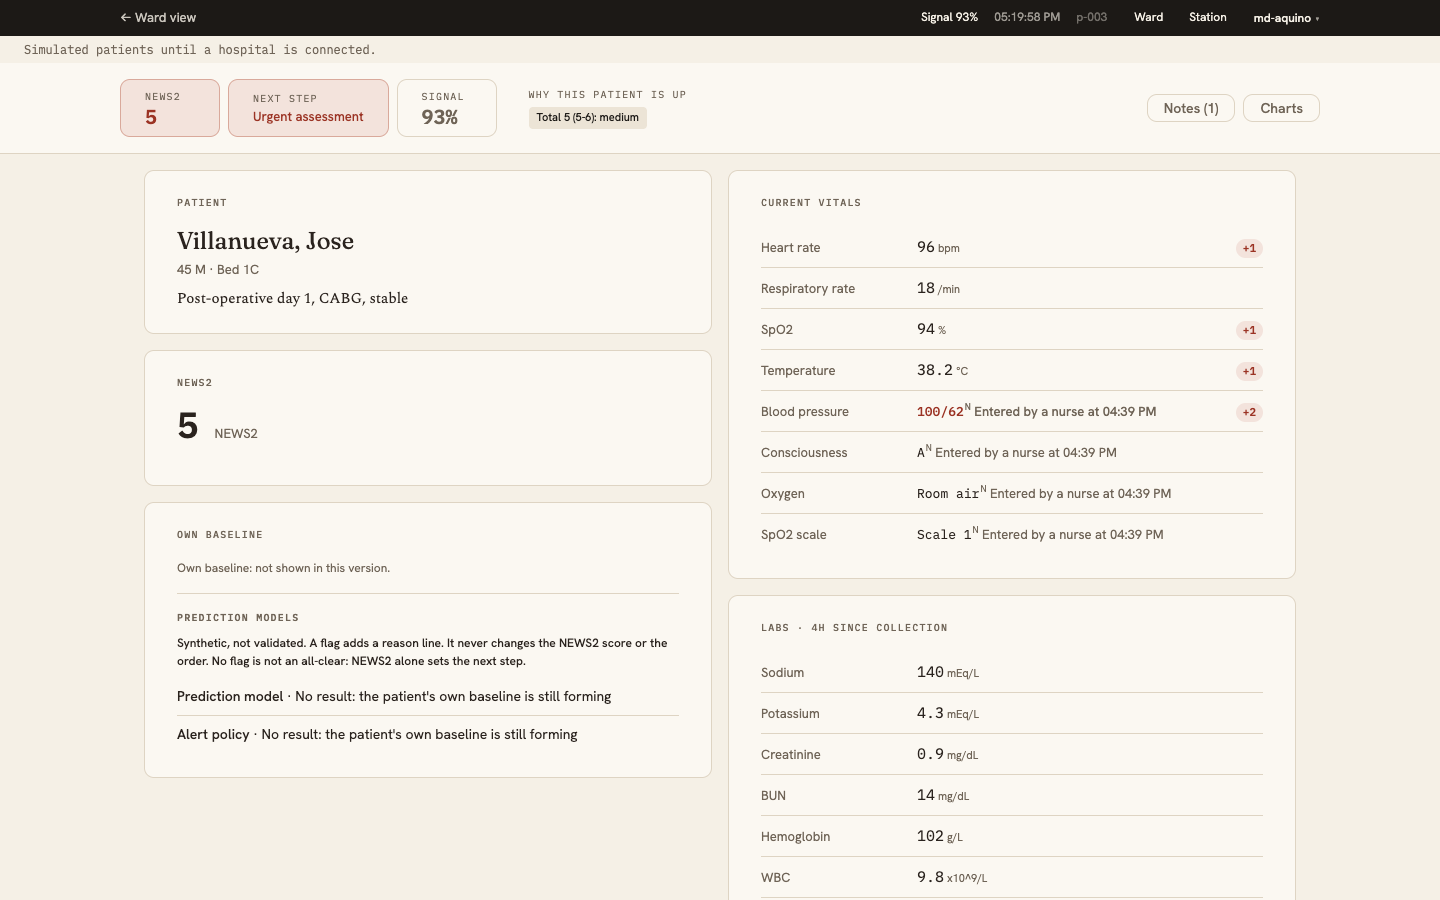 ← Ward view
Signal 93% 05:19:58 PM p-003 Ward Station md-aquino ▾
Simulated patients until a hospital is connected.
NEWS2
5
NEXT STEP
Urgent assessment
SIGNAL
93%
WHY THIS PATIENT IS UP
Total 5 (5-6): medium
Notes (1)
Charts
PATIENT
Villanueva, Jose
45 M · Bed 1C
Post-operative day 1, CABG, stable
NEWS2
5 NEWS2
OWN BASELINE
Own baseline: not shown in this version.
PREDICTION MODELS
Synthetic, not validated. A flag adds a reason line. It never changes the NEWS2 score or the
order. No flag is not an all-clear: NEWS2 alone sets the next step.
Prediction model · No result: the patient's own baseline is still forming
Alert policy · No result: the patient's own baseline is still forming
CURRENT VITALS
Heart rate 96 bpm +1
Respiratory rate 18 /min
SpO2 94 % +1
Temperature 38.2 °C +1
Blood pressure 100/62 N Entered by a nurse at 04:39 PM +2
Consciousness A N Entered by a nurse at 04:39 PM
Oxygen Room air N Entered by a nurse at 04:39 PM
SpO2 scale Scale 1 N Entered by a nurse at 04:39 PM
LABS · 4H SINCE COLLECTION
Sodium 140 mEq/L
Potassium 4.3 mEq/L
Creatinine 0.9 mg/dL
BUN 14 mg/dL
Hemoglobin 102 g/L
WBC 9.8 x10^9/L